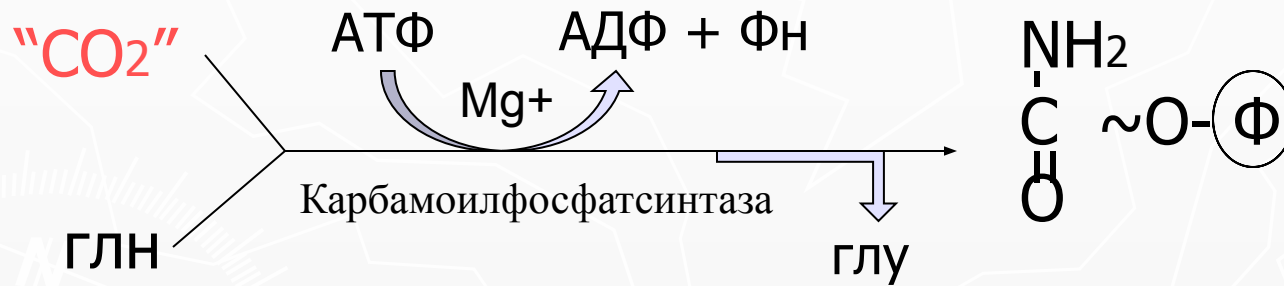 “CO2”
АТФ
АДФ + Фн
Mg+
Карбамоилфосфатсинтаза
ГЛН
глу
NH2
C ~O-Ф
O